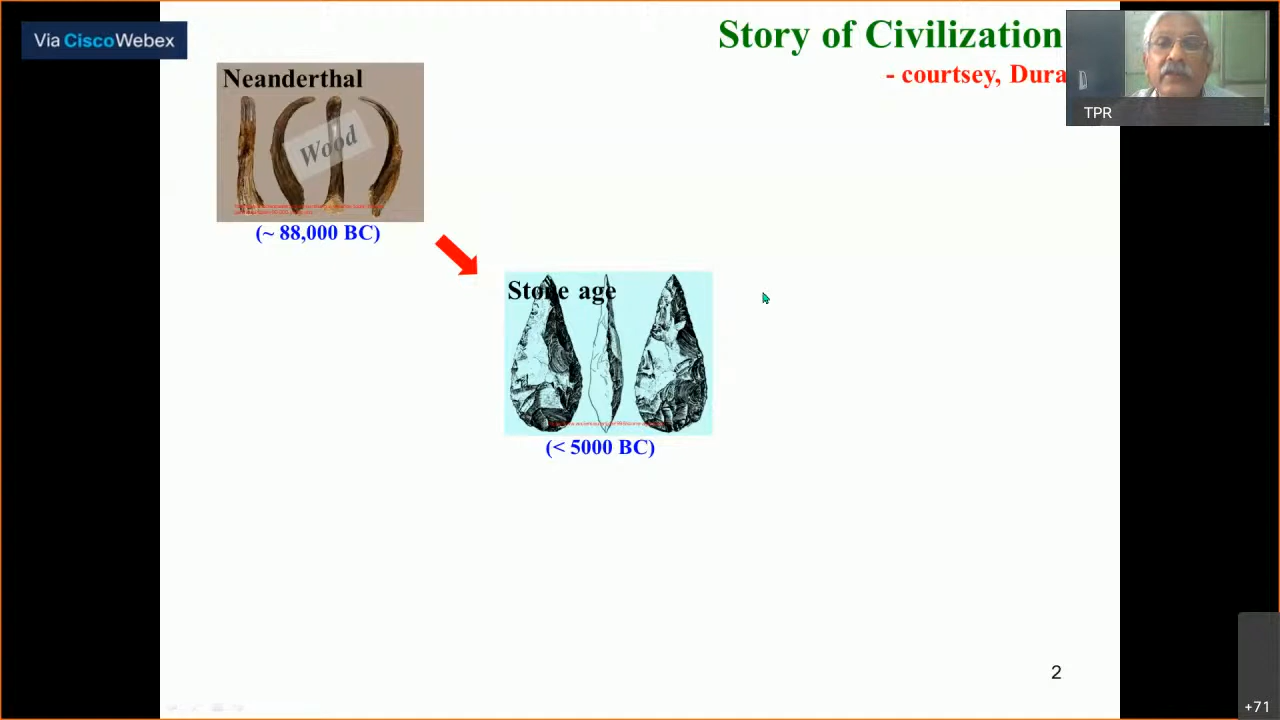 Via CiscoWebex
Story of Civilization
- courtsey, Dura
TPR
Neanderthal
Wood
(~ 88,000 BC)
Stone age
(< 5000 BC)
2
+71